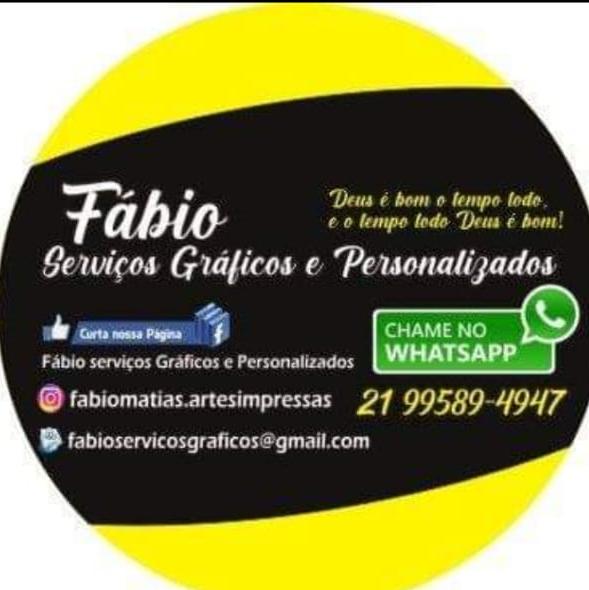 Fábio
Deus é bom o tempo todo,
e o tempo todo Deus é bom!
Serviços Gráficos e Personalizados
Curta nossa Página
f
Fábio serviços Gráficos e Personalizados
CHAME NO
WHATSAPP
fabiomatias.artesimpressas
21 99589-4947
fabioservicosgraficos@gmail.com